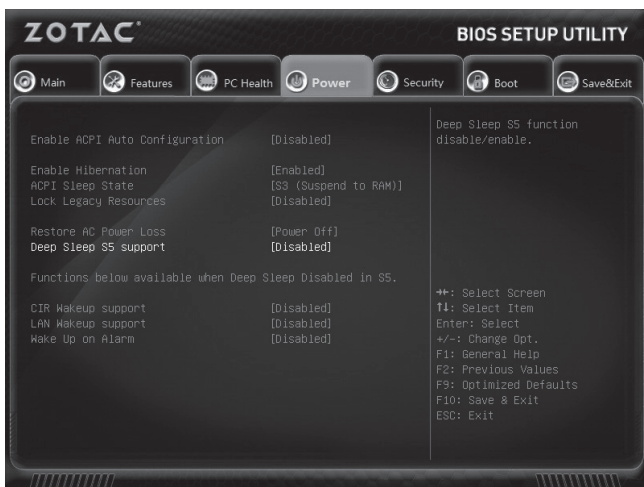 ZOTAC
BIOS SETUP UTILITY
Main Features PC Health Power Security Boot Save&Exit
Enable ACPI Auto Configuration [Disabled]
Enable Hibernation [Enabled]
ACPI Sleep State [S3 (Suspend to RAM)]
Lock Legacy Resources [Disabled]
Restore AC Power Loss [Power Off]
Deep Sleep S5 support [Disabled]
Functions below available when Deep Sleep Disabled in S5.
CIR Wakeup support [Disabled]
LAN Wakeup support [Disabled]
Wake Up on Alarm [Disabled]
Deep Sleep S5 function
disable/enable.
→←: Select Screen
↑↓: Select Item
Enter: Select
+/-: Change Opt.
F1: General Help
F2: Previous Values
F9: Optimized Defaults
F10: Save & Exit
ESC: Exit